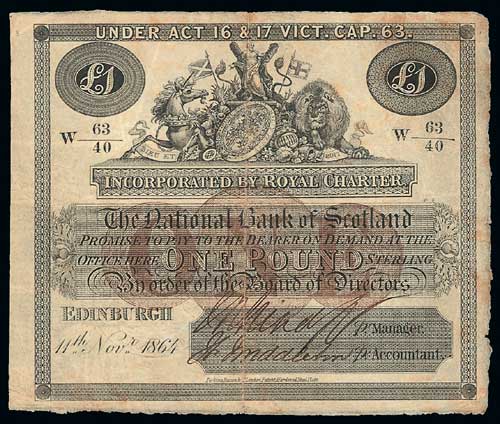 UNDER ACT 16 & 17 VICT. CAP. 63.
£1 £1
W 63/40 W 63/40
INCORPORATED BY ROYAL CHARTER
The National Bank of Scotland
PROMISE TO PAY TO THE BEARER ON DEMAND AT THE
OFFICE HERE ONE POUND STERLING
By order of the Board of Directors
EDINBURGH
pr. Manager.
11th Novr. 1864 pr. Accountant.